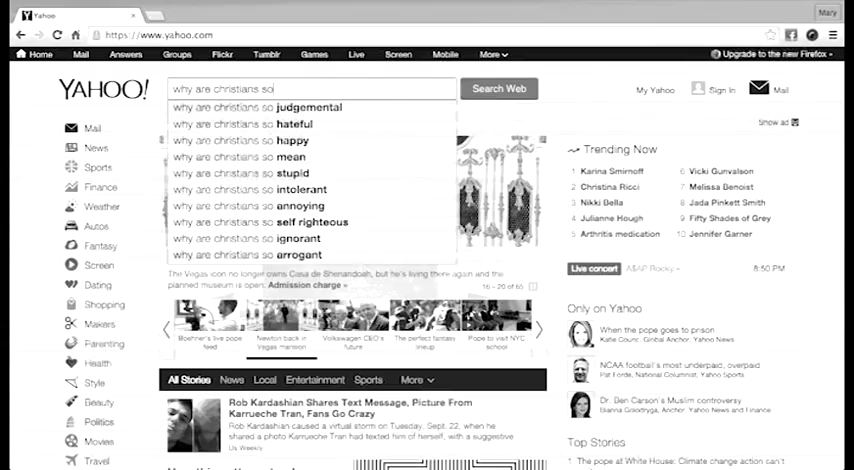 Yahoo
Mary
https://www.yahoo.com
Home Mail Answers Groups Flickr Tumblr Games Live Screen Mobile More Upgrade to the new Firefox »
YAHOO! why are christians so Search Web My Yahoo Sign In Mail
why are christians so judgemental
why are christians so hateful
why are christians so happy
why are christians so mean
why are christians so stupid
why are christians so intolerant
why are christians so annoying
why are christians so self righteous
why are christians so ignorant
why are christians so arrogant
Show ad
Mail
News
Sports
Finance
Weather
Autos
Fantasy
Screen
Dating
Shopping
Makers
Parenting
Health
Style
Beauty
Politics
Movies
Travel
The Vegas icon no longer owns Casa de Shenandoah, but he's living there again and the
planned museum is open. Admission charge »
16 - 20 of 65
Boehner's live pope
feed
Newton back in
Vegas mansion
Volkswagen CEO's
future
The perfect fantasy
lineup
Pope to visit NYC
school
All Stories News Local Entertainment Sports More
Rob Kardashian Shares Text Message, Picture From
Karrueche Tran, Fans Go Crazy
Rob Kardashian caused a virtual storm on Tuesday, Sept. 22, when he
shared a photo Karrueche Tran had texted him of herself, with a suggestive
Us Weekly
Trending Now
1 Karina Smirnoff
2 Christina Ricci
3 Nikki Bella
4 Julianne Hough
5 Arthritis medication
6 Vicki Gunvalson
7 Melissa Benoist
8 Jada Pinkett Smith
9 Fifty Shades of Grey
10 Jennifer Garner
Live concert A$AP Rocky » 8:50 PM
Only on Yahoo
When the pope goes to prison
Katie Couric, Global Anchor, Yahoo News
NCAA football's most underpaid, overpaid
Pat Forde, National Columnist, Yahoo Sports
Dr. Ben Carson's Muslim controversy
Bianna Golodryga, Anchor, Yahoo News and Finance
Top Stories
1 The pope at White House: Climate change action can't